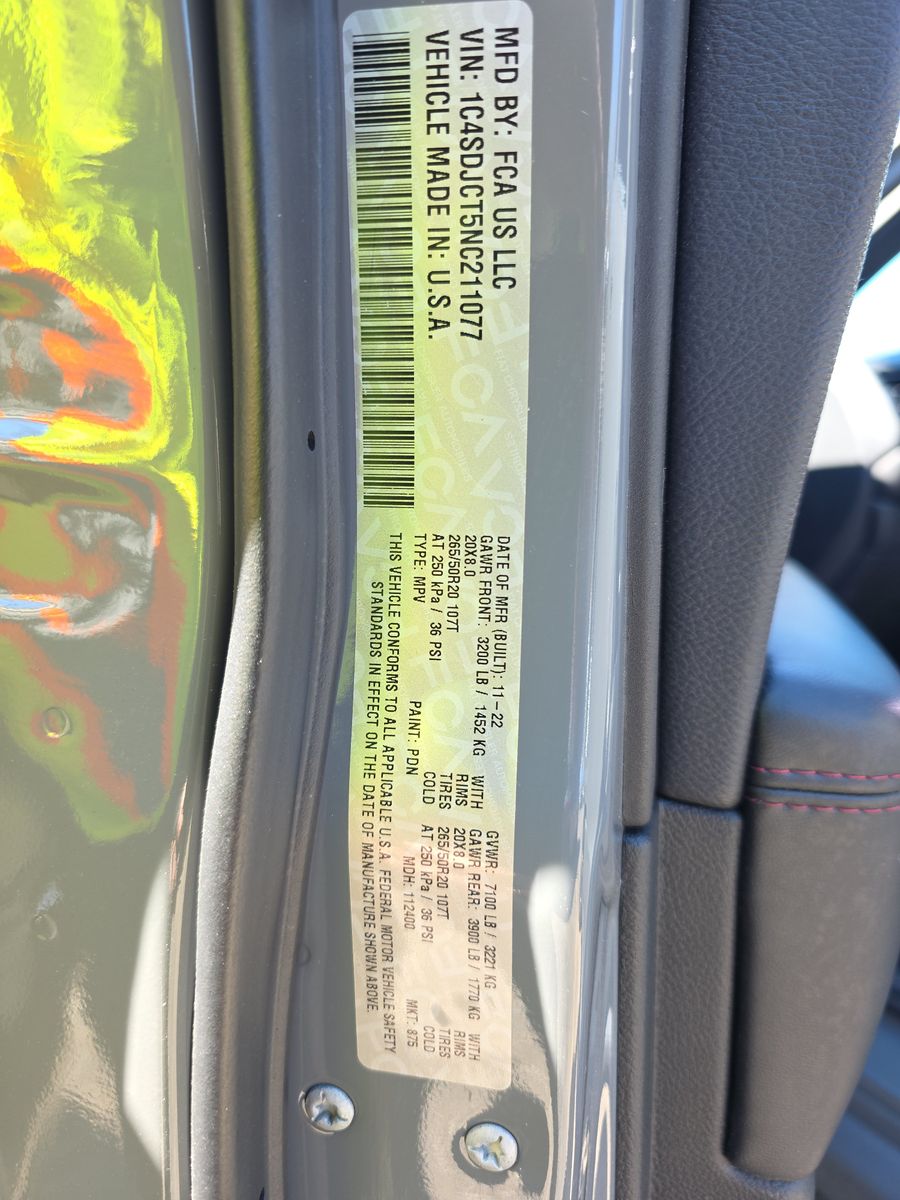 MFD BY: FCA US LLC
VIN: 1C4SDJCT5NC211077
VEHICLE MADE IN: U.S.A.
DATE OF MFR (BUILT): 11-22 GVWR: 7100 LB / 3221 KG
GAWR FRONT: 3200 LB / 1452 KG WITH GAWR REAR: 3900 LB / 1770 KG WITH
20X8.0 RIMS 20X8.0 RIMS
265/50R20 107T TIRES 265/50R20 107T TIRES
AT 250 kPa / 36 PSI COLD AT 250 kPa / 36 PSI COLD
TYPE: MPV PAINT: PDN MDH: 112400 MKT: 875
THIS VEHICLE CONFORMS TO ALL APPLICABLE U.S.A. FEDERAL MOTOR VEHICLE SAFETY
STANDARDS IN EFFECT ON THE DATE OF MANUFACTURE SHOWN ABOVE.